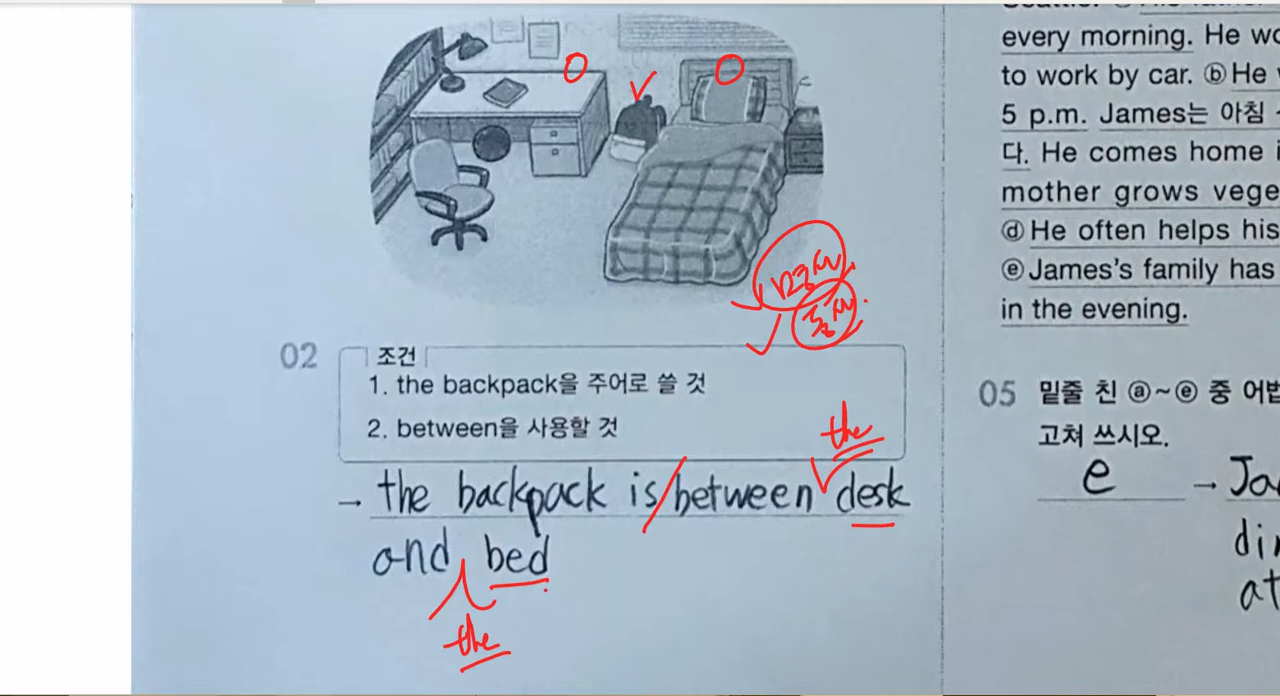 every morning. He wo
to work by car. ⓑ He
5 p.m. James는 아침
다. He comes home i
mother grows vege
ⓓ He often helps his
ⓔ James's family has
in the evening.
02
조건
1. the backpack을 주어로 쓸 것
2. between을 사용할 것
the
→ the backpack is between desk
and bed
the
05 밑줄 친 ⓐ~ⓔ 중 어법
고쳐 쓰시오.
e → Ja
di
at